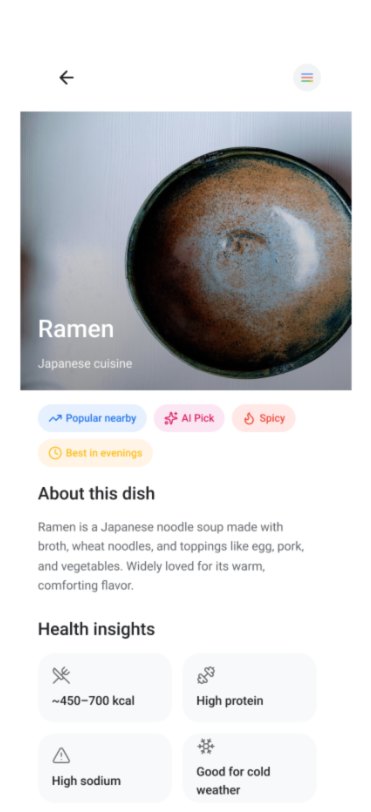 Ramen
Japanese cuisine
Popular nearby
AI Pick
Spicy
Best in evenings
About this dish
Ramen is a Japanese noodle soup made with
broth, wheat noodles, and toppings like egg, pork,
and vegetables. Widely loved for its warm,
comforting flavor.
Health insights
~450–700 kcal
High protein
High sodium
Good for cold
weather